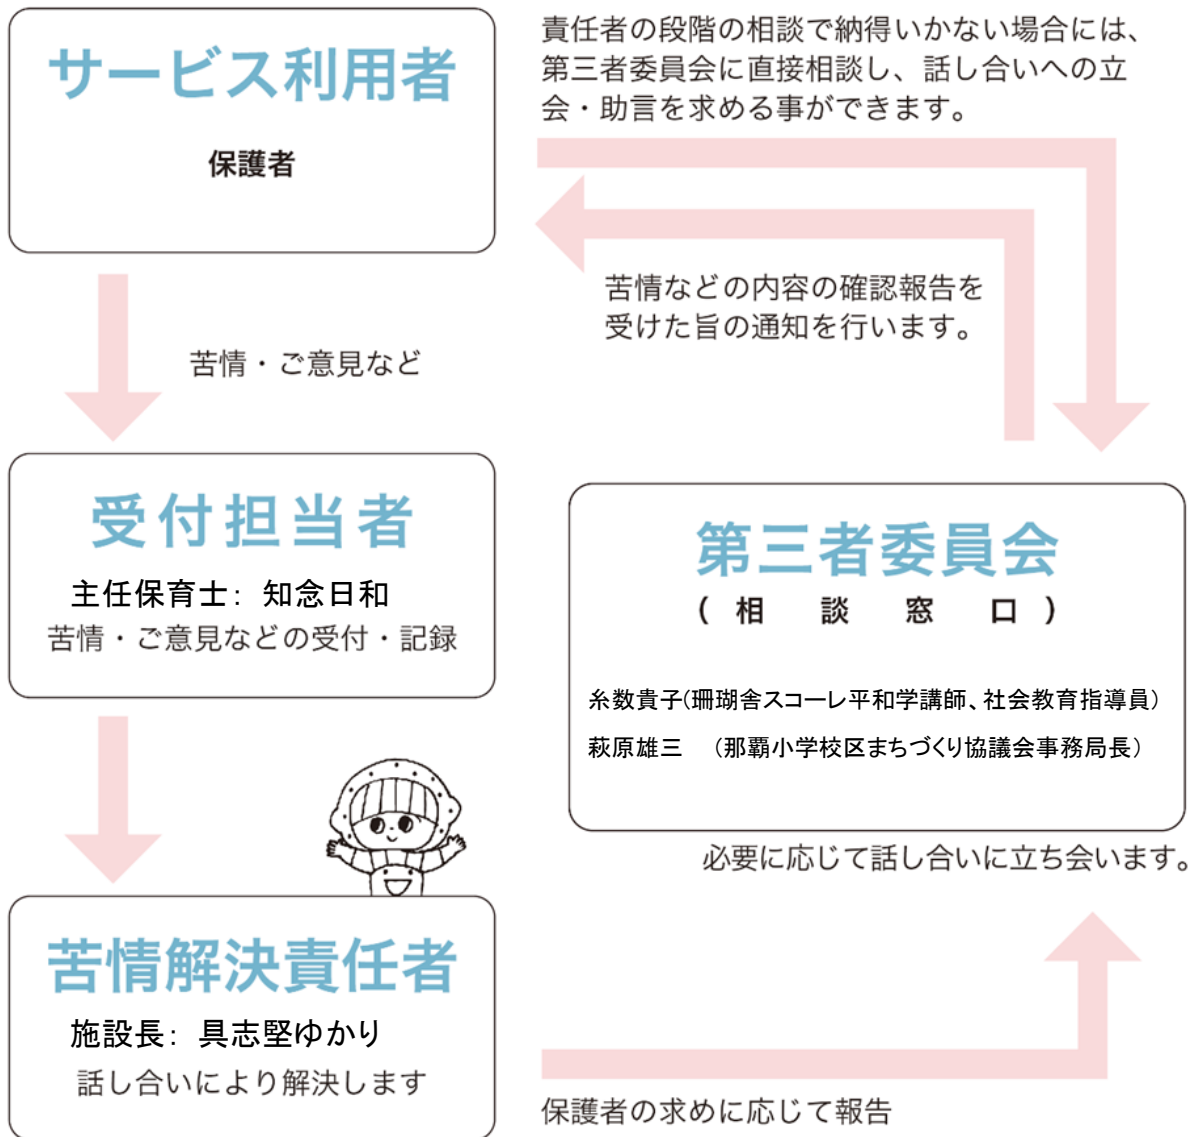 サービス利用者
保護者
責任者の段階の相談で納得いかない場合には、
第三者委員会に直接相談し、話し合いへの立
会・助言を求める事ができます。
苦情などの内容の確認報告を
受けた旨の通知を行います。
苦情・ご意見など
受付担当者
主任保育士： 知念日和
苦情・ご意見などの受付・記録
第三者委員会
(相談窓口)
糸数貴子(珊瑚舎スコーレ平和学講師、社会教育指導員)
萩原雄三 （那覇小学校区まちづくり協議会事務局長）
必要に応じて話し合いに立ち会います。
苦情解決責任者
施設長： 具志堅ゆかり
話し合いにより解決します
保護者の求めに応じて報告